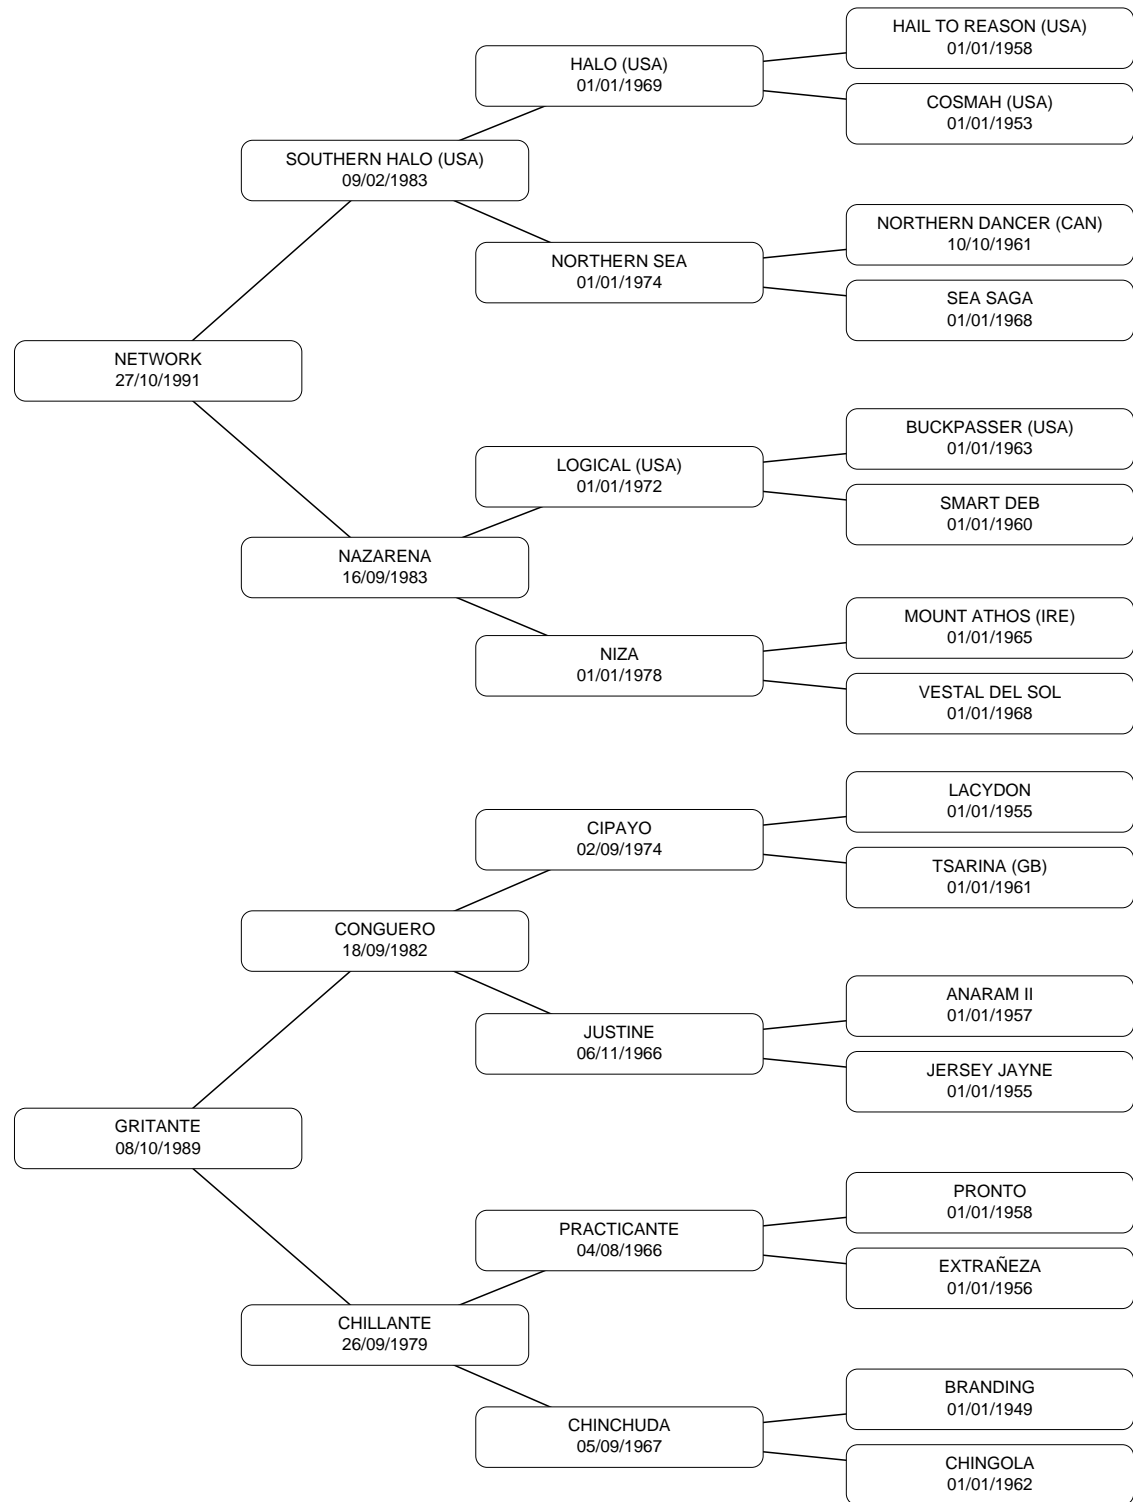 HAIL TO REASON (USA)
01/01/1958
HALO (USA)
01/01/1969
COSMAH (USA)
01/01/1953
SOUTHERN HALO (USA)
09/02/1983
NORTHERN DANCER (CAN)
10/10/1961
NORTHERN SEA
01/01/1974
SEA SAGA
01/01/1968
NETWORK
27/10/1991
BUCKPASSER (USA)
01/01/1963
LOGICAL (USA)
01/01/1972
SMART DEB
01/01/1960
NAZARENA
16/09/1983
MOUNT ATHOS (IRE)
01/01/1965
NIZA
01/01/1978
VESTAL DEL SOL
01/01/1968
LACYDON
01/01/1955
CIPAYO
02/09/1974
TSARINA (GB)
01/01/1961
CONGUERO
18/09/1982
ANARAM II
01/01/1957
JUSTINE
06/11/1966
JERSEY JAYNE
01/01/1955
GRITANTE
08/10/1989
PRONTO
01/01/1958
PRACTICANTE
04/08/1966
EXTRAÑEZA
01/01/1956
CHILLANTE
26/09/1979
BRANDING
01/01/1949
CHINCHUDA
05/09/1967
CHINGOLA
01/01/1962